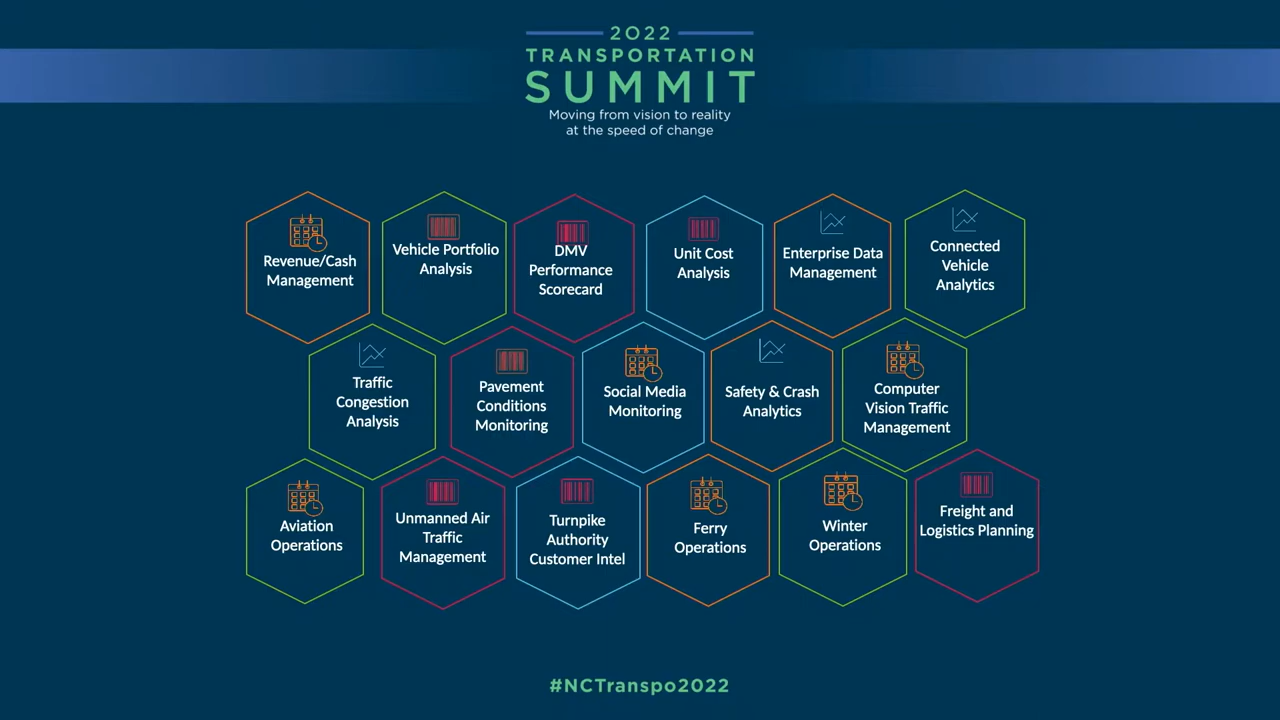 2022
TRANSPORTATION
SUMMIT
Moving from vision to reality
at the speed of change
Revenue/Cash
Management
Vehicle Portfolio
Analysis
DMV
Performance
Scorecard
Unit Cost
Analysis
Enterprise Data
Management
Connected
Vehicle
Analytics
Traffic
Congestion
Analysis
Pavement
Conditions
Monitoring
Social Media
Monitoring
Safety & Crash
Analytics
Computer
Vision Traffic
Management
Aviation
Operations
Unmanned Air
Traffic
Management
Turnpike
Authority
Customer Intel
Ferry
Operations
Winter
Operations
Freight and
Logistics Planning
#NCTranspo2022